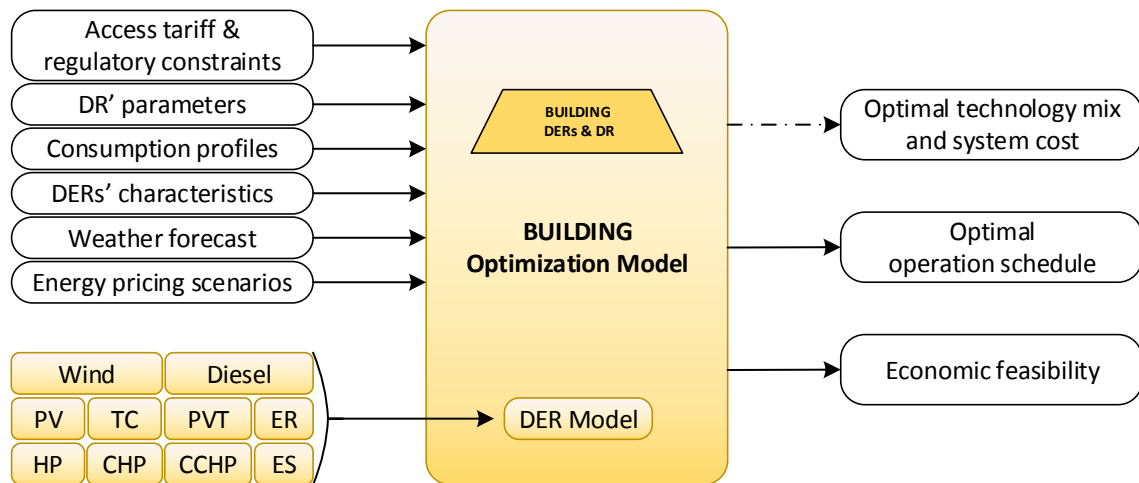 Access tariff &
regulatory constraints
DR’ parameters
Consumption profiles
DERs’ characteristics
Weather forecast
Energy pricing scenarios
Wind
Diesel
PV
TC
PVT
ER
HP
CHP
CCHP
ES
BUILDING
DERs & DR
BUILDING
Optimization Model
DER Model
Optimal technology mix
and system cost
Optimal
operation schedule
Economic feasibility